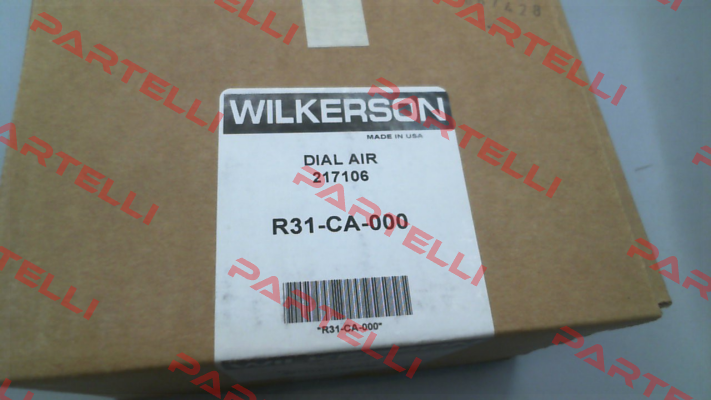 WILKERSON
MADE IN USA
DIAL AIR
217106
R31-CA-000
"R31-CA-000"
PARTELLI
PARTELLI
PARTELLI
PARTELLI
PARTELLI
PARTELLI
PARTELLI
PARTELLI